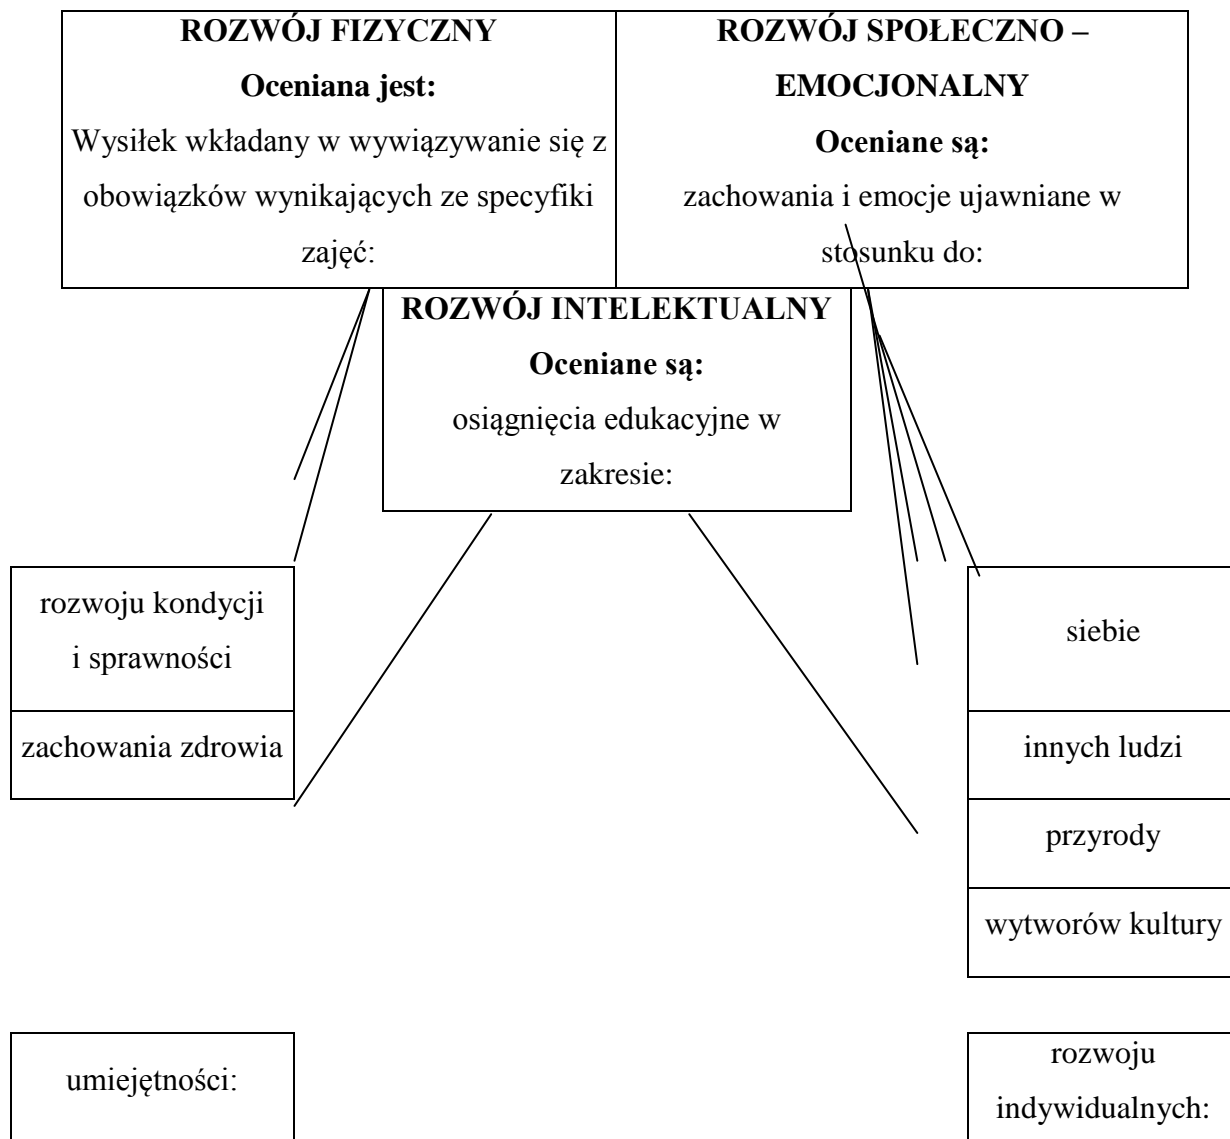 ROZWÓJ FIZYCZNY
Oceniana jest:
Wysiłek wkładany w wywiązywanie się z
obowiązków wynikających ze specyfiki
zajęć:
ROZWÓJ SPOŁECZNO –
EMOCJONALNY
Oceniane są:
zachowania i emocje ujawniane w
stosunku do:
ROZWÓJ INTELEKTUALNY
Oceniane są:
osiągnięcia edukacyjne w
zakresie:
rozwoju kondycji
i sprawności
zachowania zdrowia
siebie
innych ludzi
przyrody
wytworów kultury
umiejętności:
rozwoju
indywidualnych: